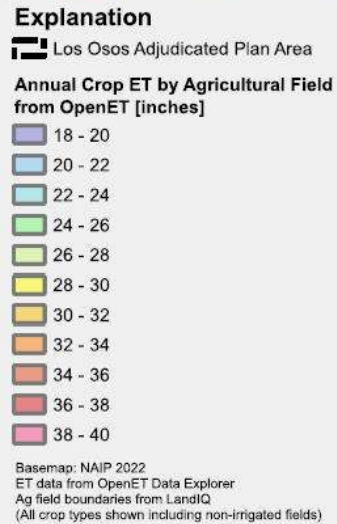 Explanation
Los Osos Adjudicated Plan Area
Annual Crop ET by Agricultural Field
from OpenET [inches]
18 - 20
20 - 22
22 - 24
24 - 26
26 - 28
28 - 30
30 - 32
32 - 34
34 - 36
36 - 38
38 - 40
Basemap: NAIP 2022
ET data from OpenET Data Explorer
Ag field boundaries from LandIQ
(All crop types shown including non-irrigated fields)